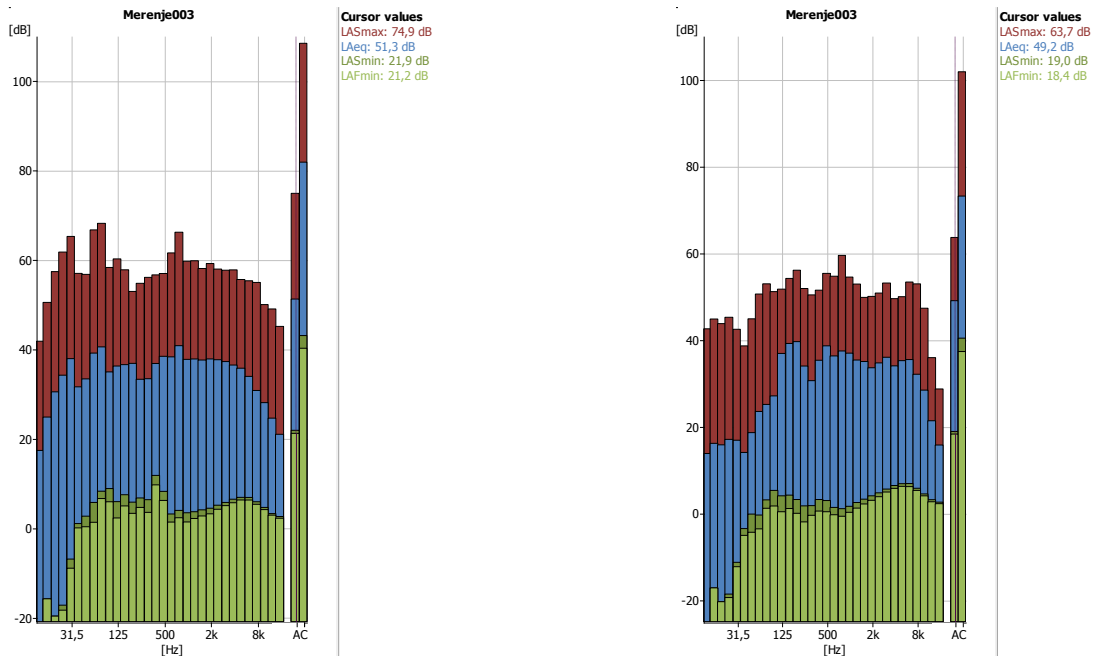 Merenje003
[dB]
Cursor values
LASmax: 74,9 dB
LAeq: 51,3 dB
LASmin: 21,9 dB
LAFmin: 21,2 dB
100
80
60
40
20
0
-20
31,5 125 500 2k 8k AC
[Hz]
Merenje003
[dB]
Cursor values
LASmax: 63,7 dB
LAeq: 49,2 dB
LASmin: 19,0 dB
LAFmin: 18,4 dB
100
80
60
40
20
0
-20
31,5 125 500 2k 8k AC
[Hz]